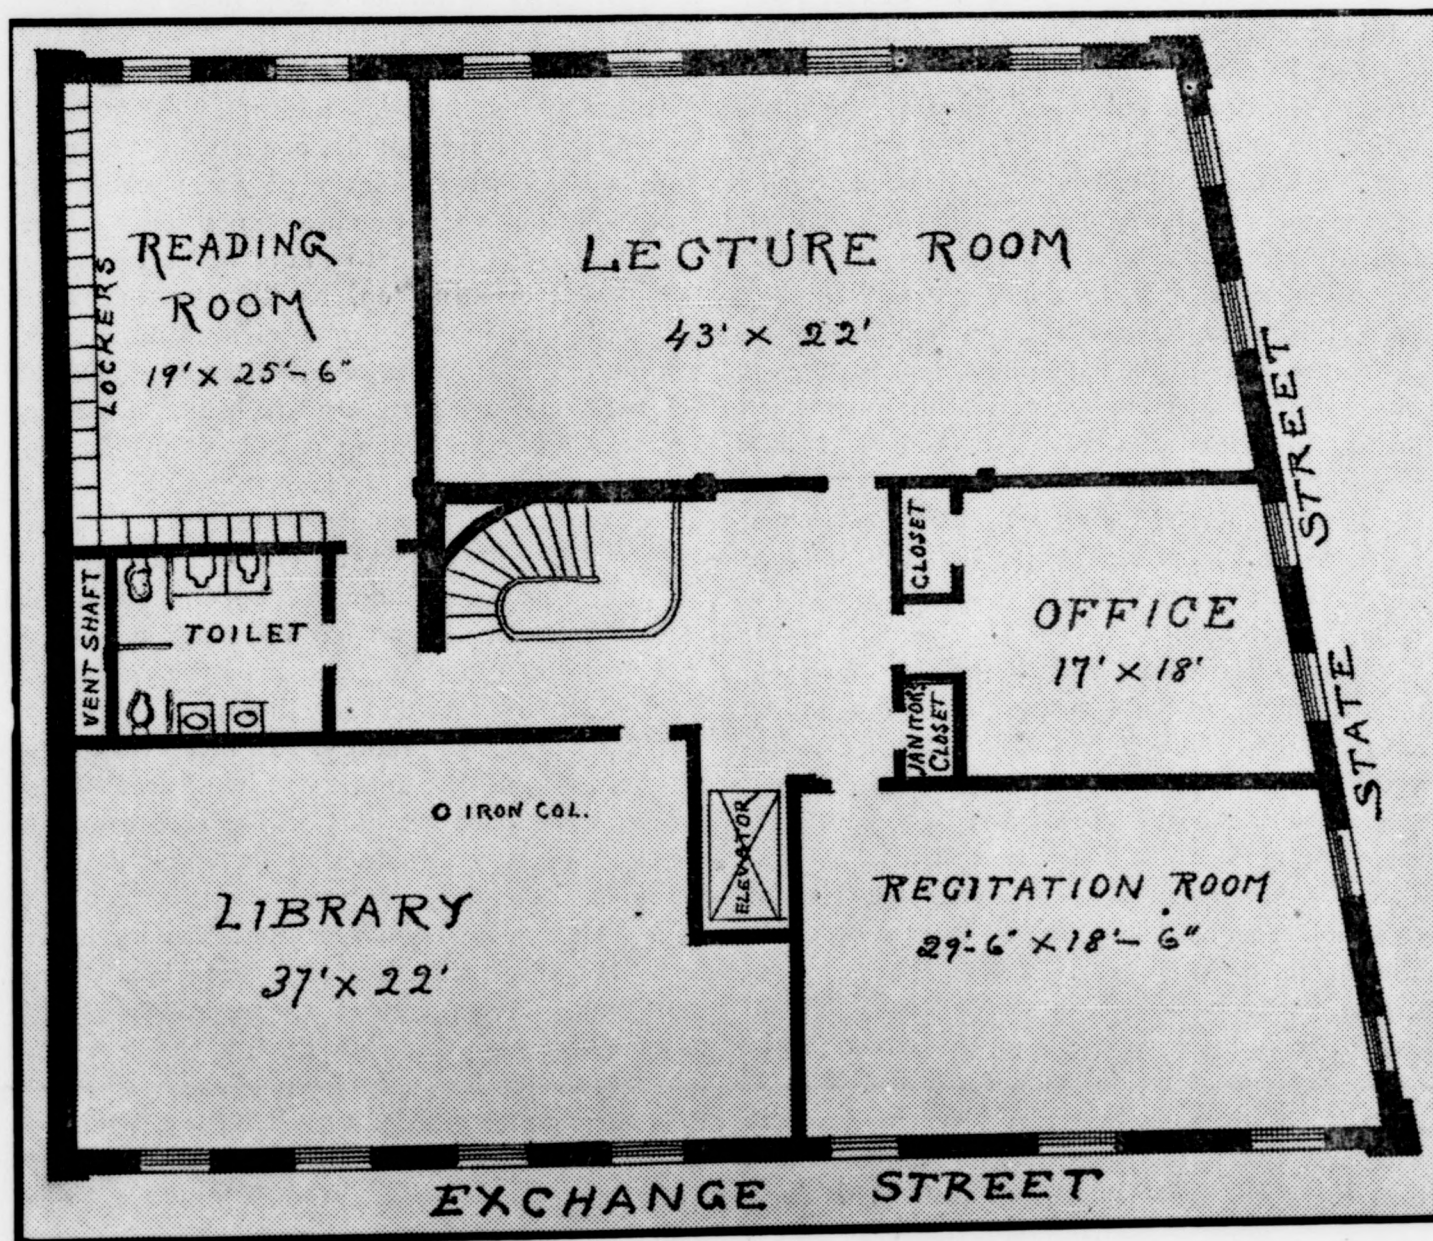 READING
ROOM
19' x 25'-6"
LOCKERS
LECTURE ROOM
43' x 22'
STATE STREET
VENT SHAFT
TOILET
CLOSET
OFFICE
17' x 18'
JANITORS
CLOSET
IRON COL.
ELEVATOR
LIBRARY
37' x 22'
RECITATION ROOM
29'-6" x 18'-6"
EXCHANGE STREET